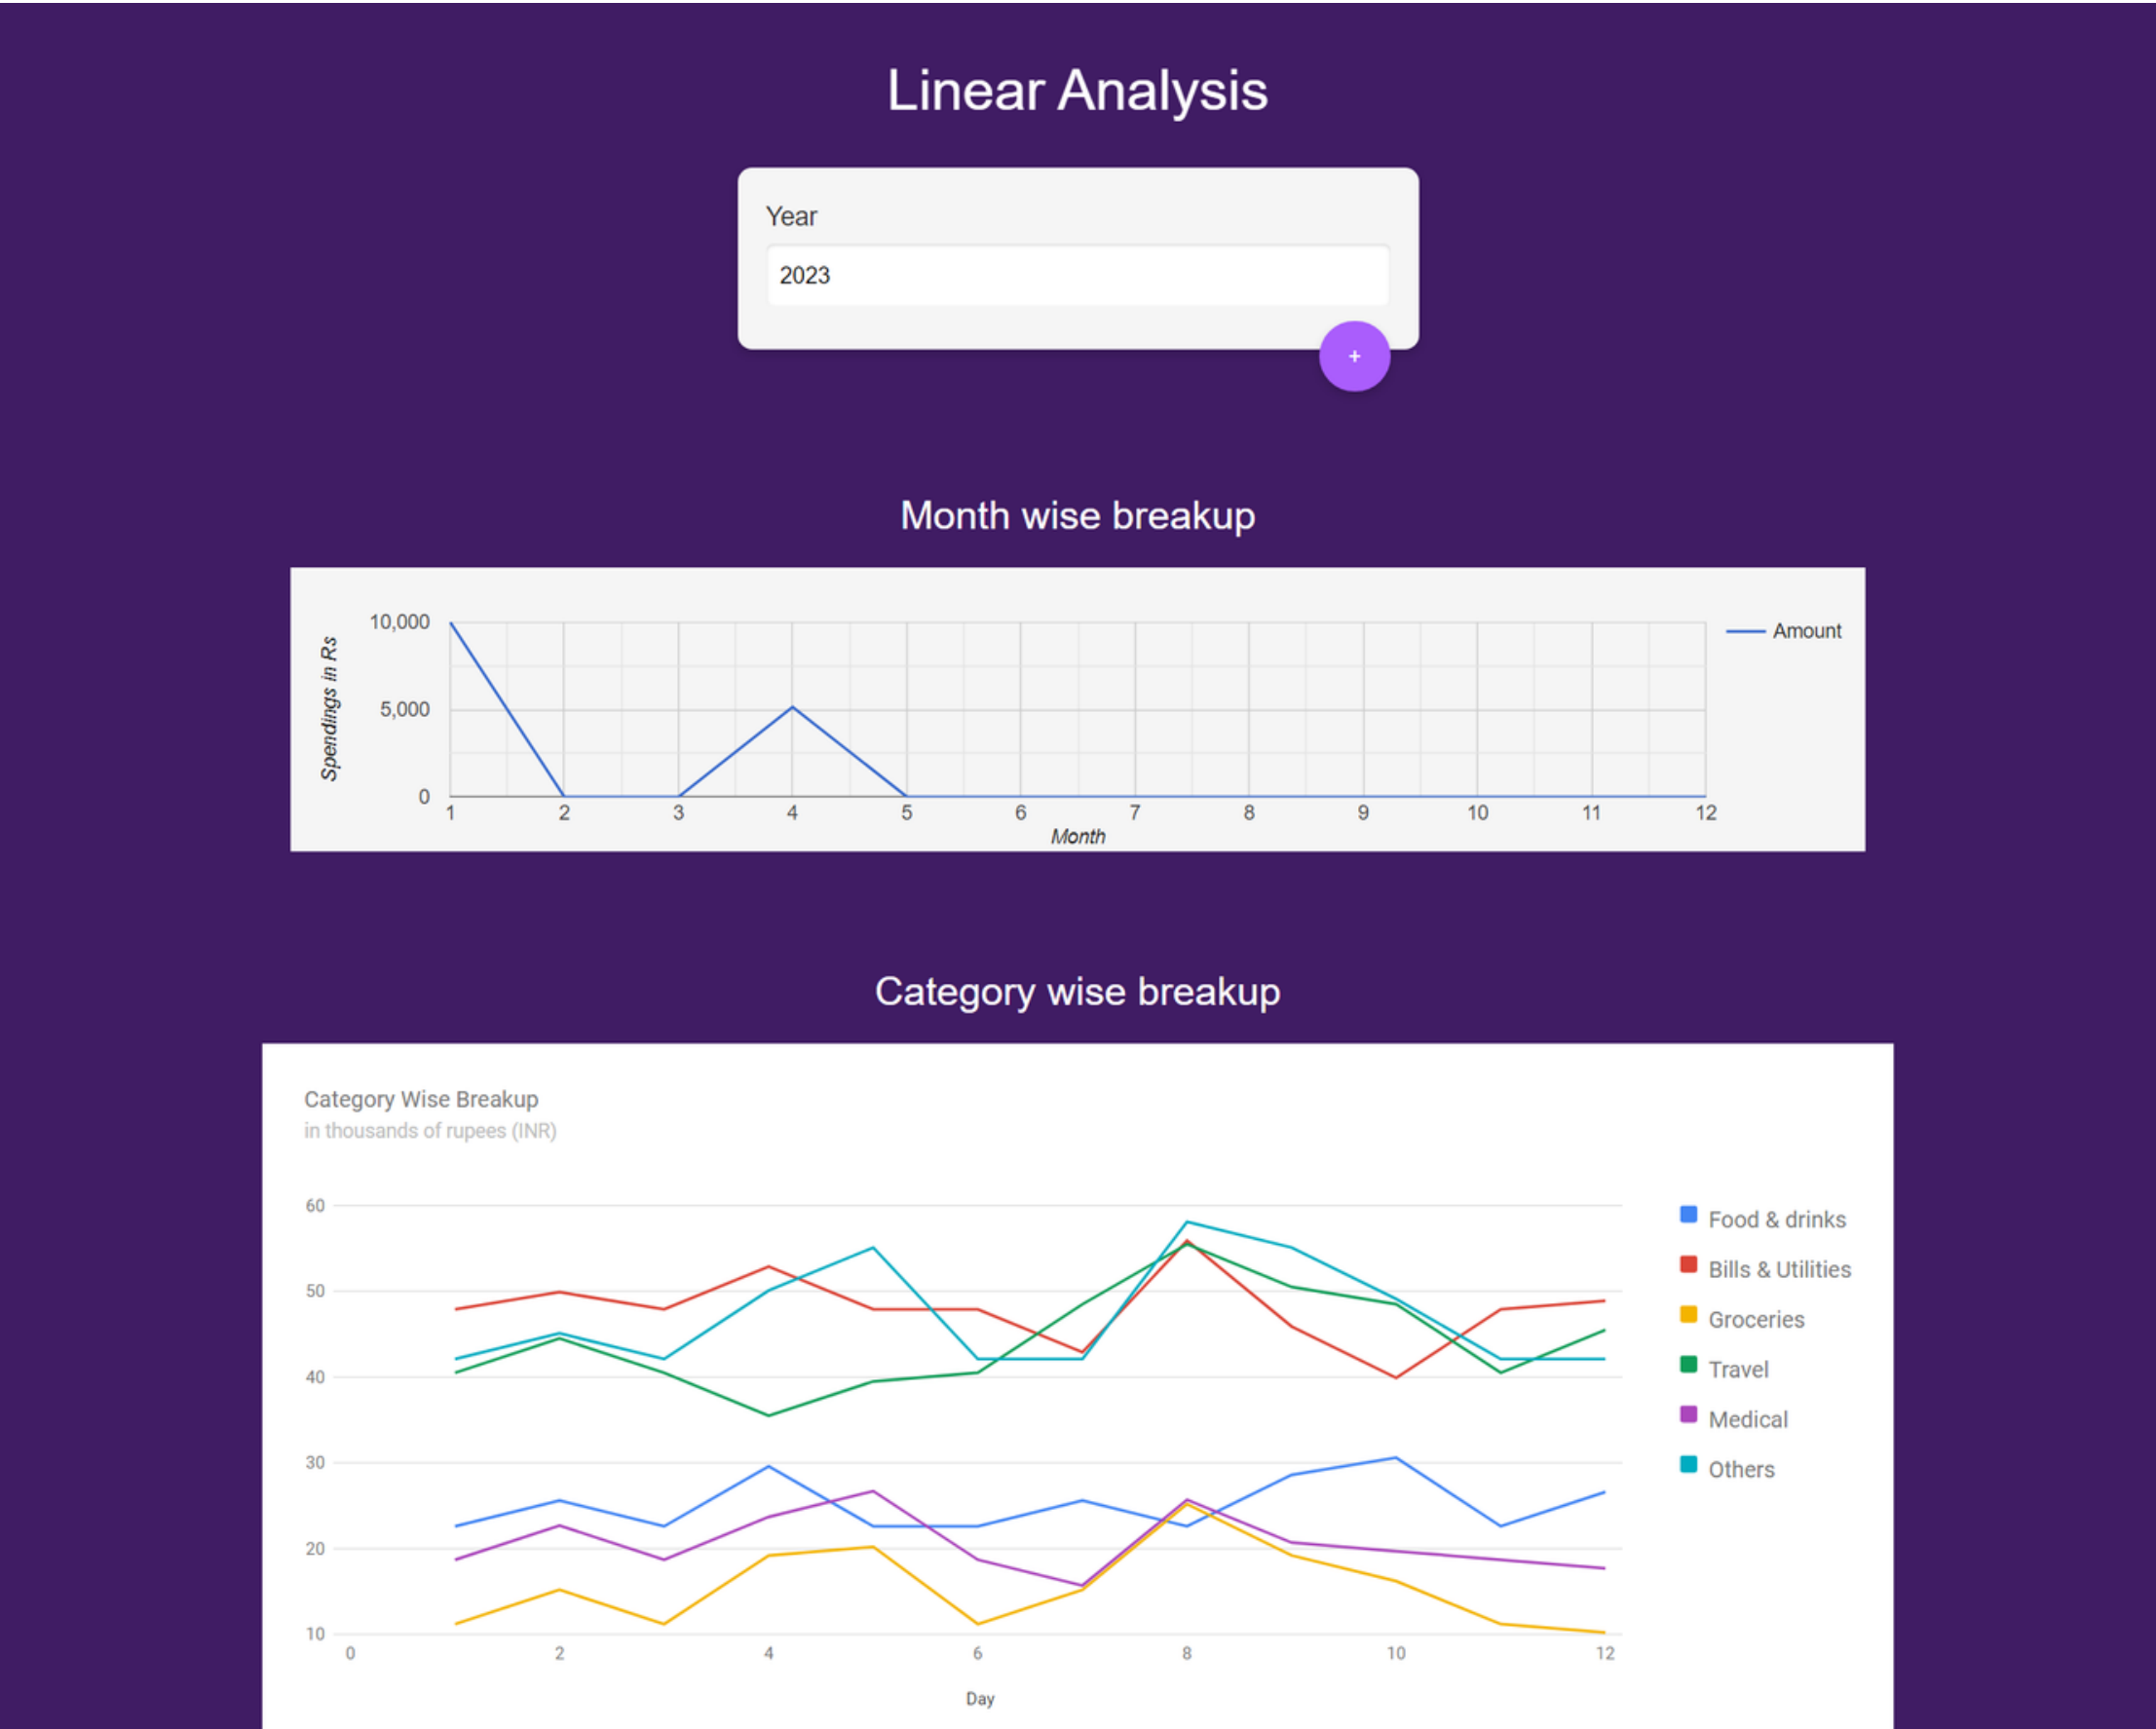 Linear Analysis
Year
2023
+
Month wise breakup
Spendings in Rs
10,000
5,000
0
1 2 3 4 5 6 7 8 9 10 11 12
Month
Amount
Category wise breakup
Category Wise Breakup
in thousands of rupees (INR)
60
50
40
30
20
10
0 2 4 6 8 10 12
Day
Food & drinks
Bills & Utilities
Groceries
Travel
Medical
Others